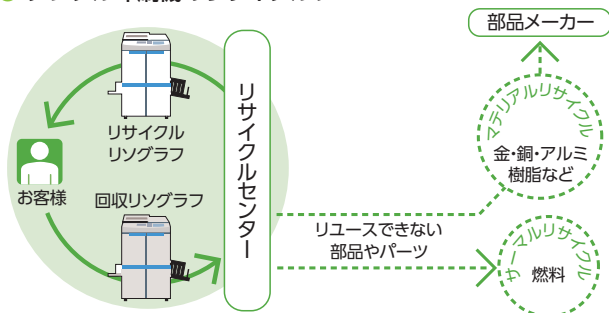 部品メーカー
リサイクル
リソグラフ
お客様
回収リソグラフ
リサイクルセンター
マテリアルリサイクル
金・銅・アルミ
樹脂など
リユースできない
部品やパーツ
サーマルリサイクル
燃料